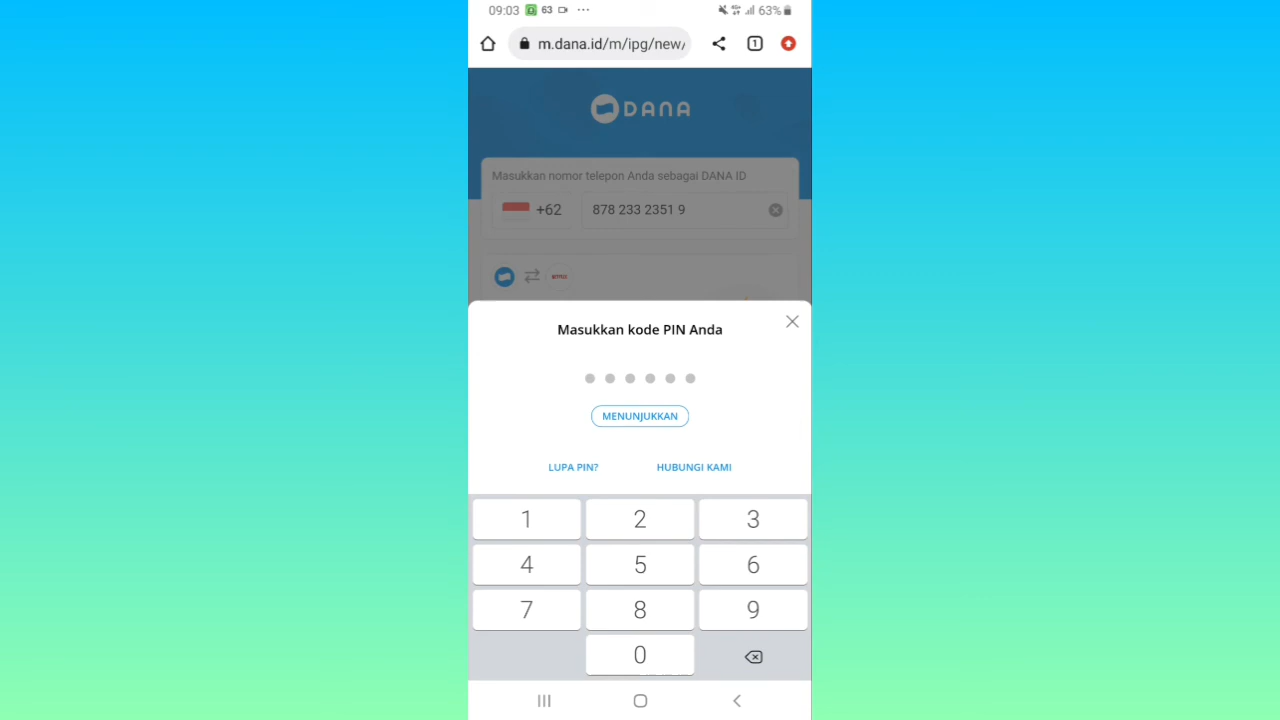 09:03 63 ··· 63%
m.dana.id/m/ipg/new/ 1
DANA
Masukkan nomor telepon Anda sebagai DANA ID
+62 878 233 2351 9
Masukkan kode PIN Anda
MENUNJUKKAN
LUPA PIN? HUBUNGI KAMI
1 2 3
4 5 6
7 8 9
0